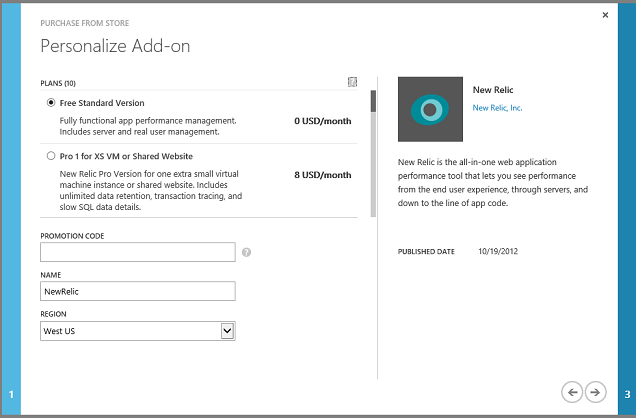 PURCHASE FROM STORE
Personalize Add-on
PLANS (10)
Free Standard Version
Fully functional app performance management.
Includes server and real user management.
0 USD/month
Pro 1 for XS VM or Shared Website
New Relic Pro Version for one extra small virtual
machine instance or shared website. Includes
unlimited data retention, transaction tracing, and
slow SQL data details.
8 USD/month
PROMOTION CODE
?
NAME
NewRelic
REGION
West US
New Relic
New Relic, Inc.
New Relic is the all-in-one web application
performance tool that lets you see performance
from the end user experience, through servers, and
down to the line of app code.
PUBLISHED DATE 10/19/2012
1
3